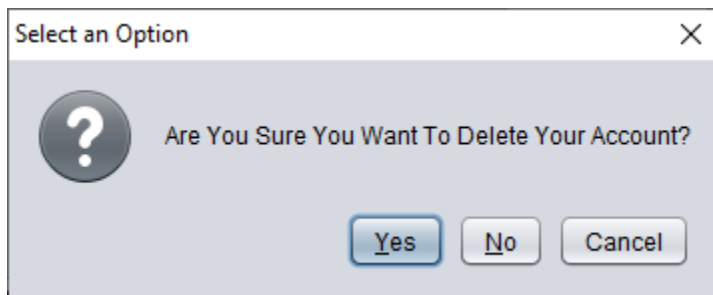 Select an Option
Are You Sure You Want To Delete Your Account?
Yes No Cancel